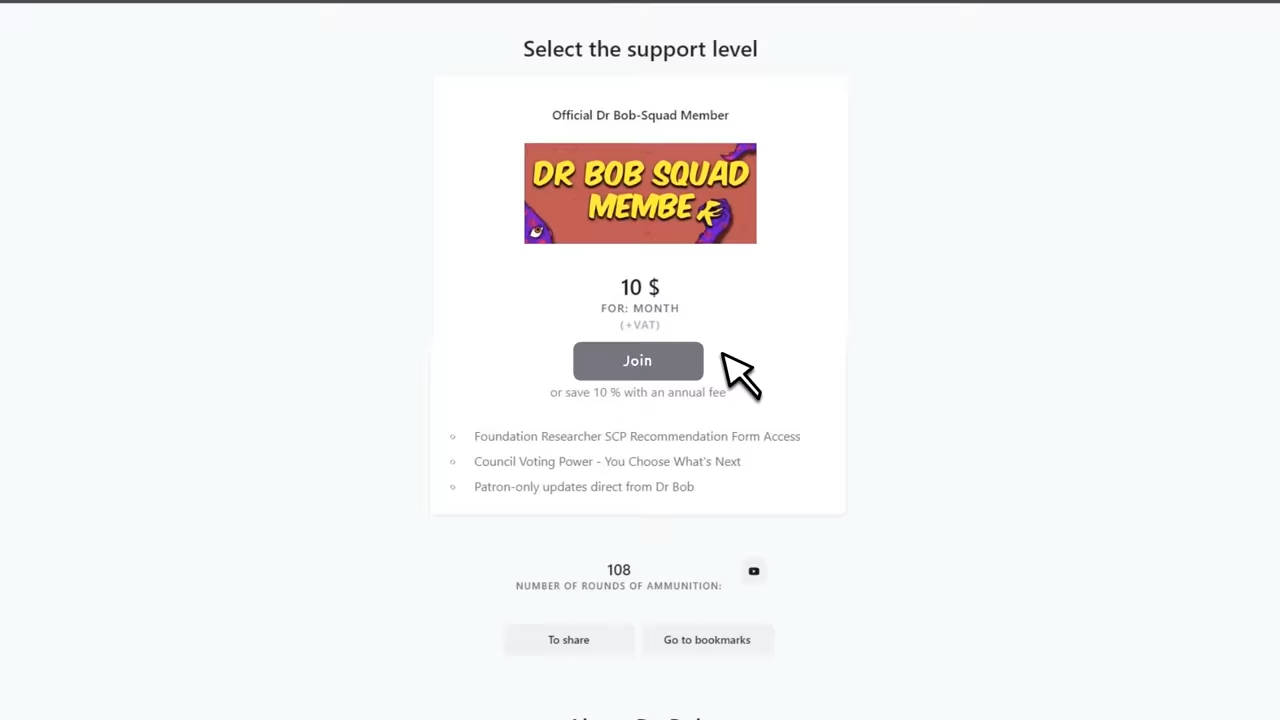 Select the support level
Official Dr Bob-Squad Member
DR BOB SQUAD
MEMBER
10 $
FOR: MONTH
(+VAT)
Join
or save 10 % with an annual fee
Foundation Researcher SCP Recommendation Form Access
Council Voting Power - You Choose What's Next
Patron-only updates direct from Dr Bob
108
NUMBER OF ROUNDS OF AMMUNITION:
To share
Go to bookmarks